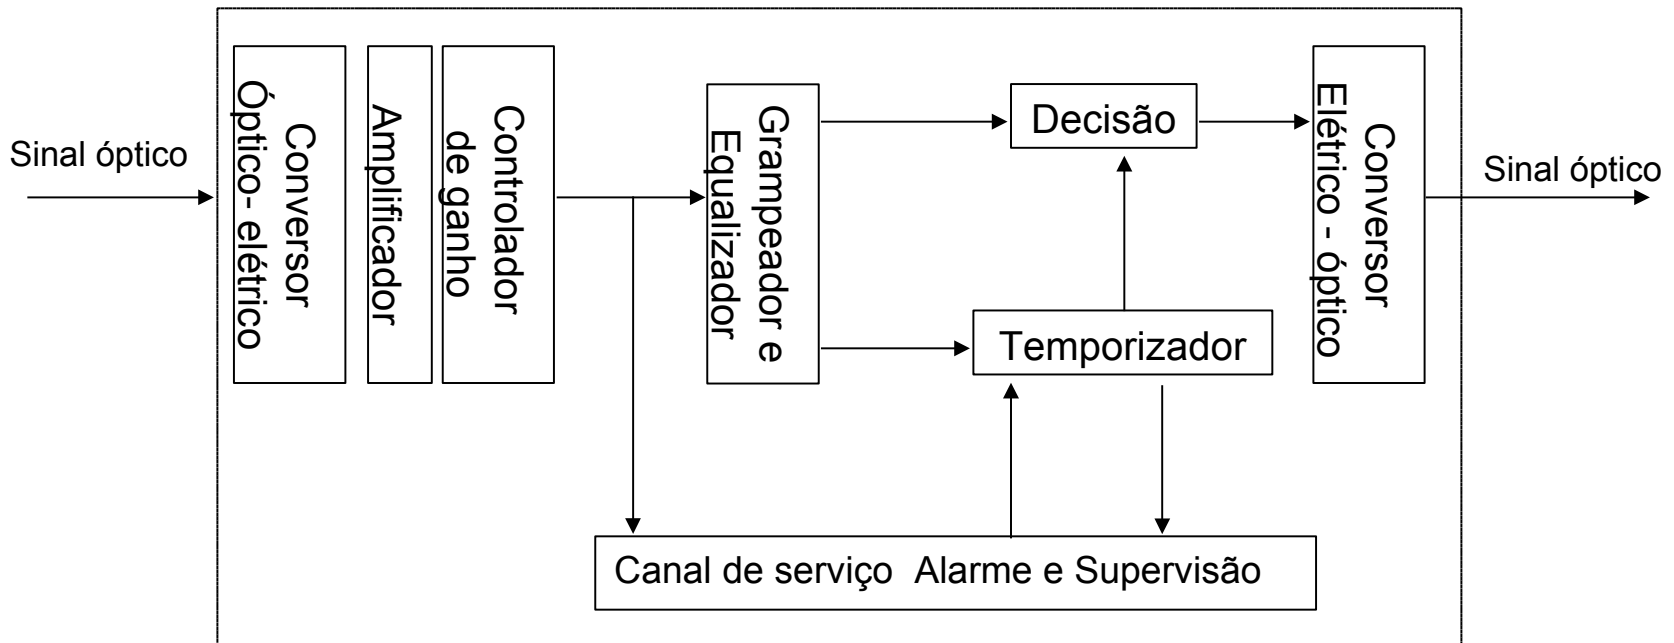 Sinal óptico
Conversor
Óptico- elétrico
Amplificador
Controlador
de ganho
Grampeador e
Equalizador
Decisão
Temporizador
Conversor
Elétrico - óptico
Sinal óptico
Canal de serviço  Alarme e Supervisão